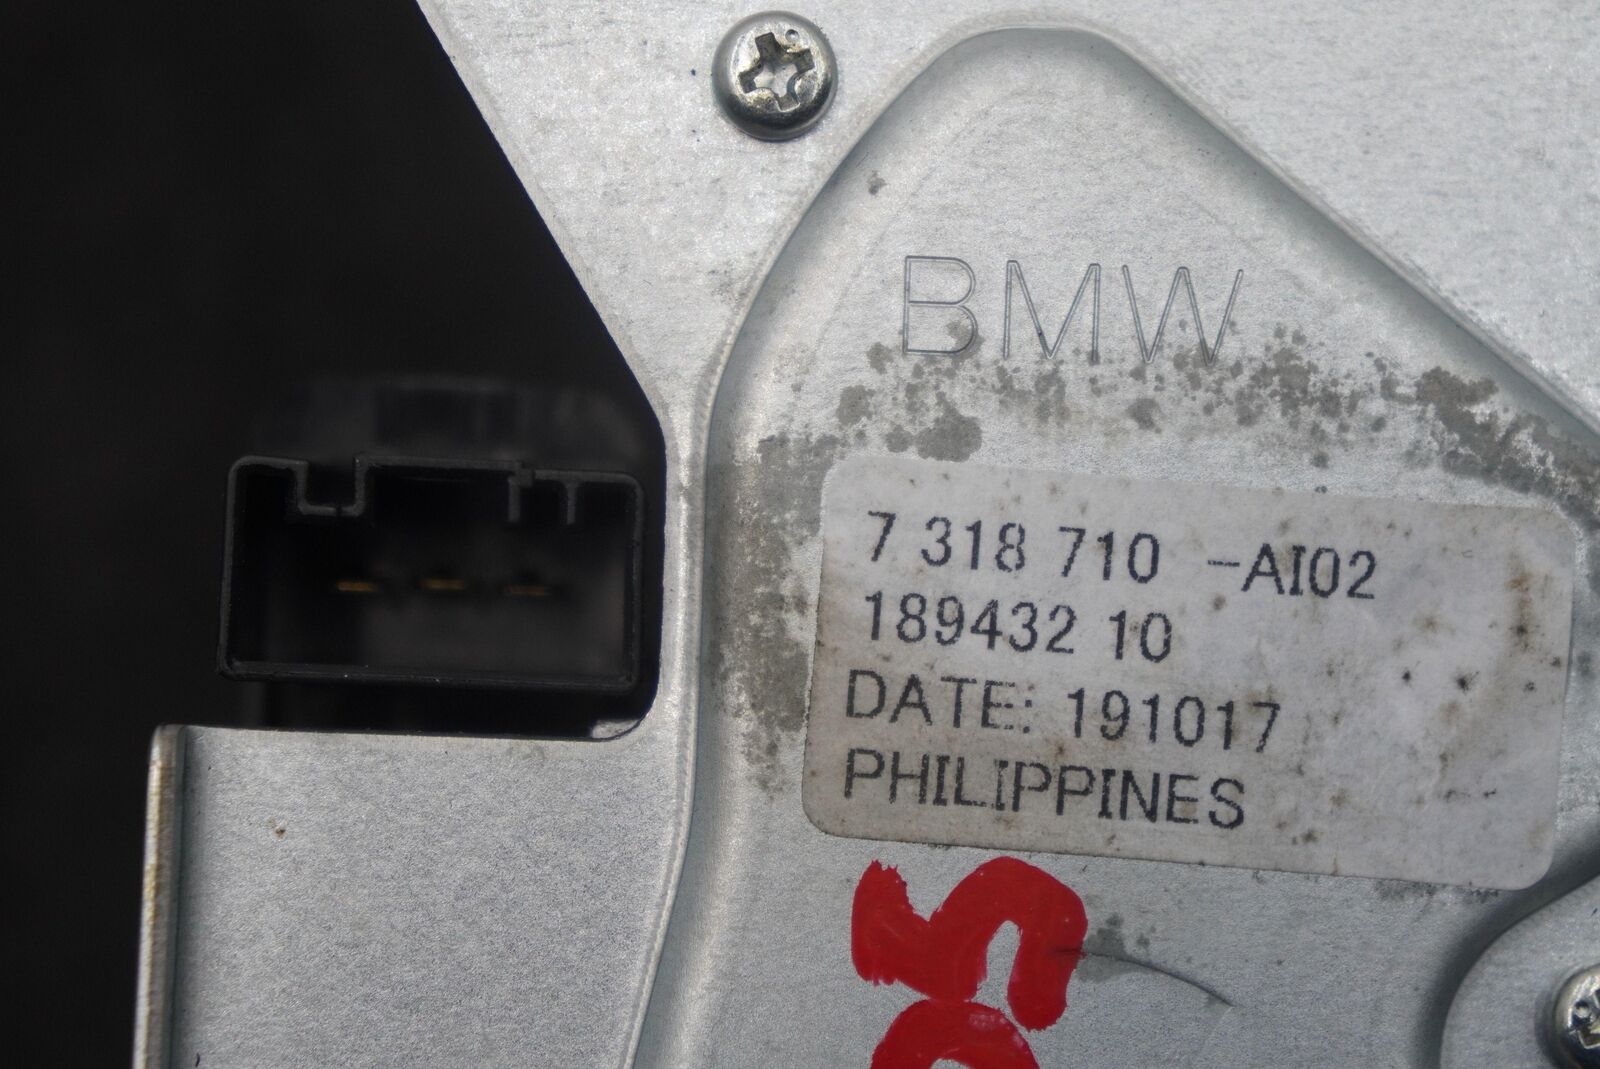 BMW
7 318 710 -AI02
189432 10
DATE: 191017
PHILIPPINES